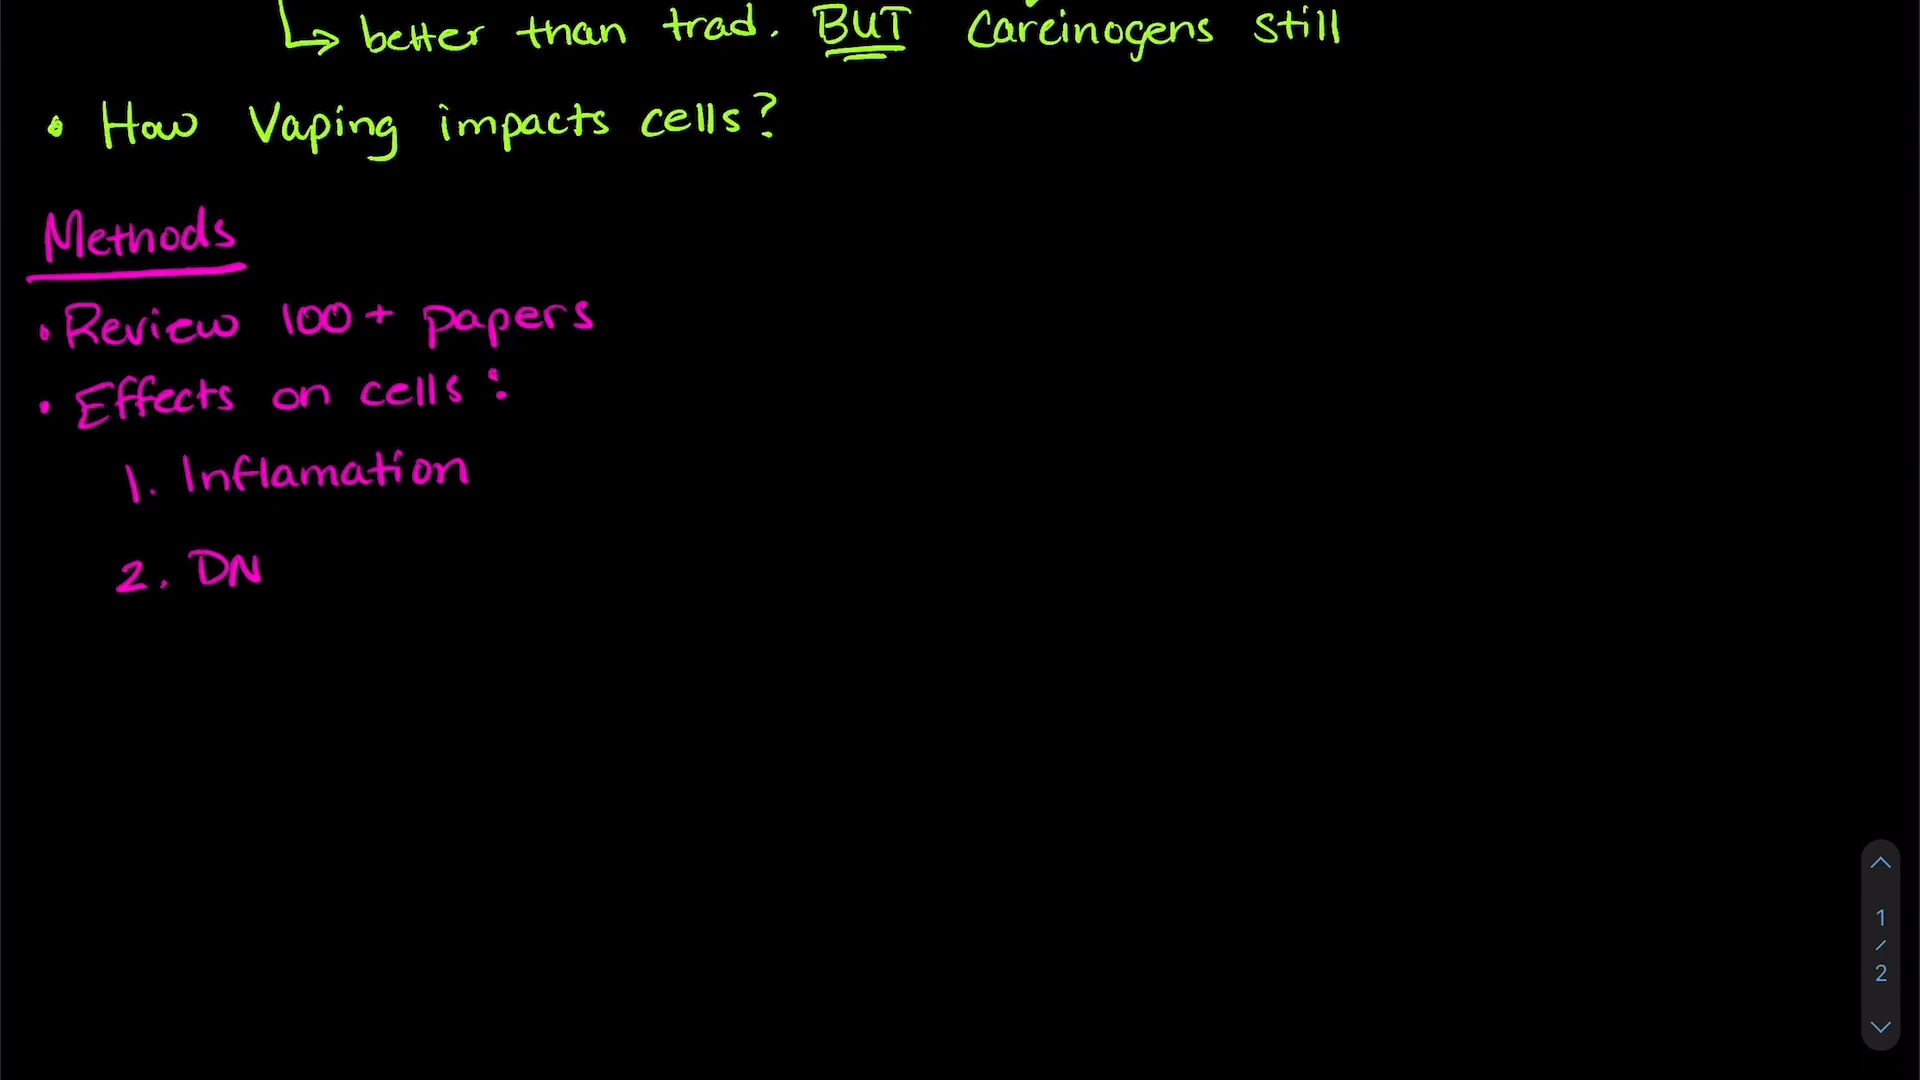 ↳ better than trad. BUT Carcinogens still
• How Vaping impacts cells?
Methods
• Review 100+ papers
• Effects on cells:
1. Inflamation
2. DN
1
/
2